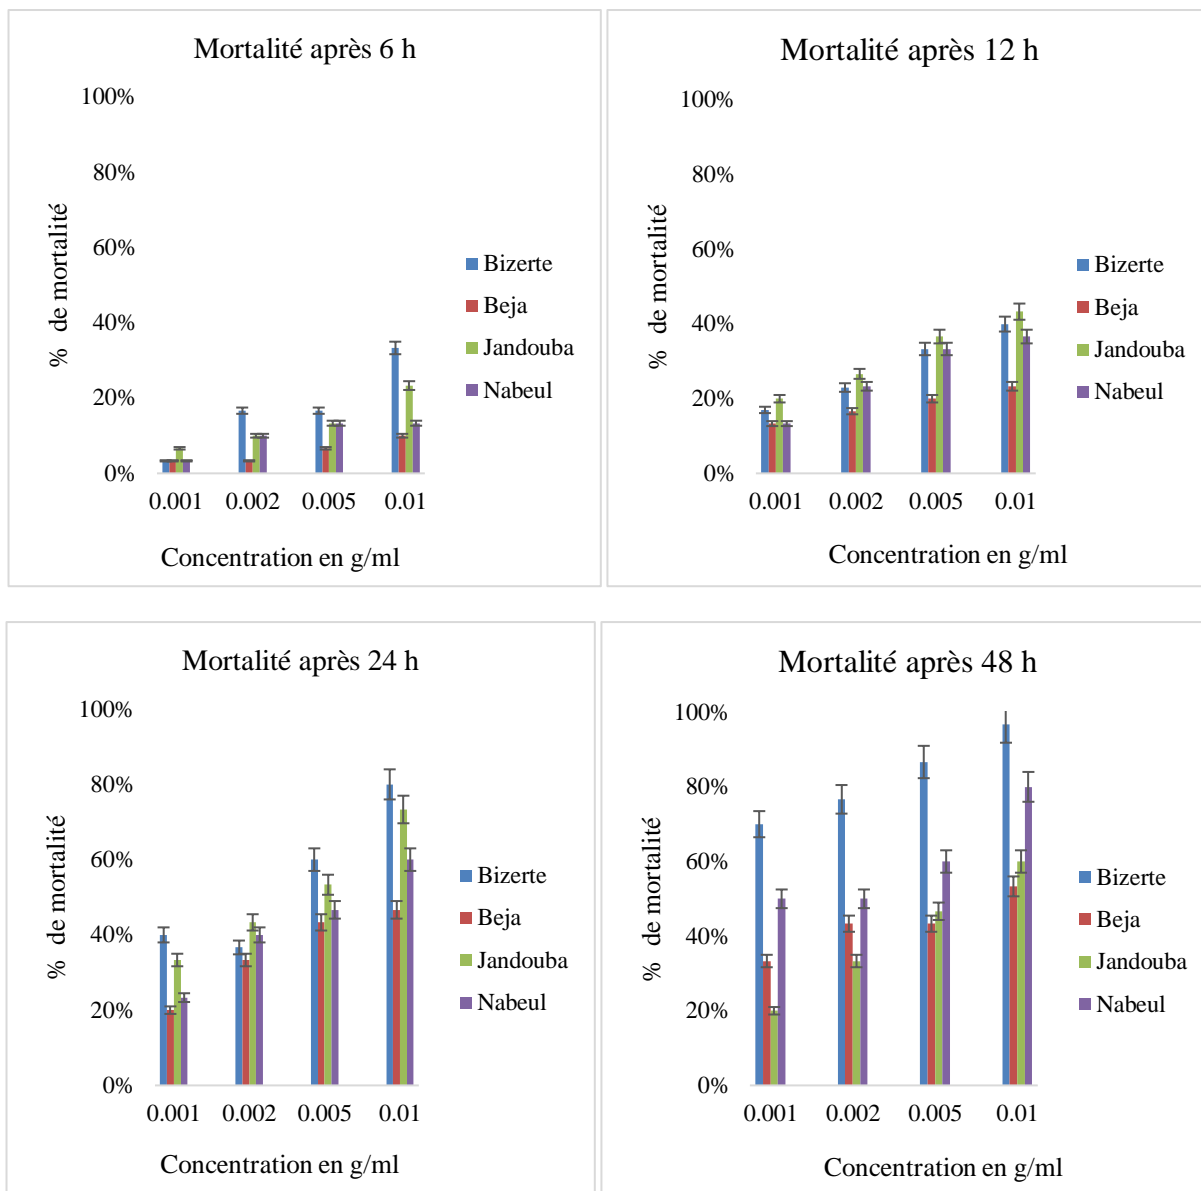 Mortalité après 6 h
% de mortalité
100%
80%
60%
40%
20%
0%
0.001 0.002 0.005 0.01
Concentration en g/ml
Bizerte
Beja
Jandouba
Nabeul
Mortalité après 12 h
% de mortalité
100%
80%
60%
40%
20%
0%
0.001 0.002 0.005 0.01
Concentration en g/ml
Bizerte
Beja
Jandouba
Nabeul
Mortalité après 24 h
% de mortalité
100%
80%
60%
40%
20%
0%
0.001 0.002 0.005 0.01
Concentration en g/ml
Bizerte
Beja
Jandouba
Nabeul
Mortalité après 48 h
% de mortalité
100%
80%
60%
40%
20%
0%
0.001 0.002 0.005 0.01
Concentration en g/ml
Bizerte
Beja
Jandouba
Nabeul